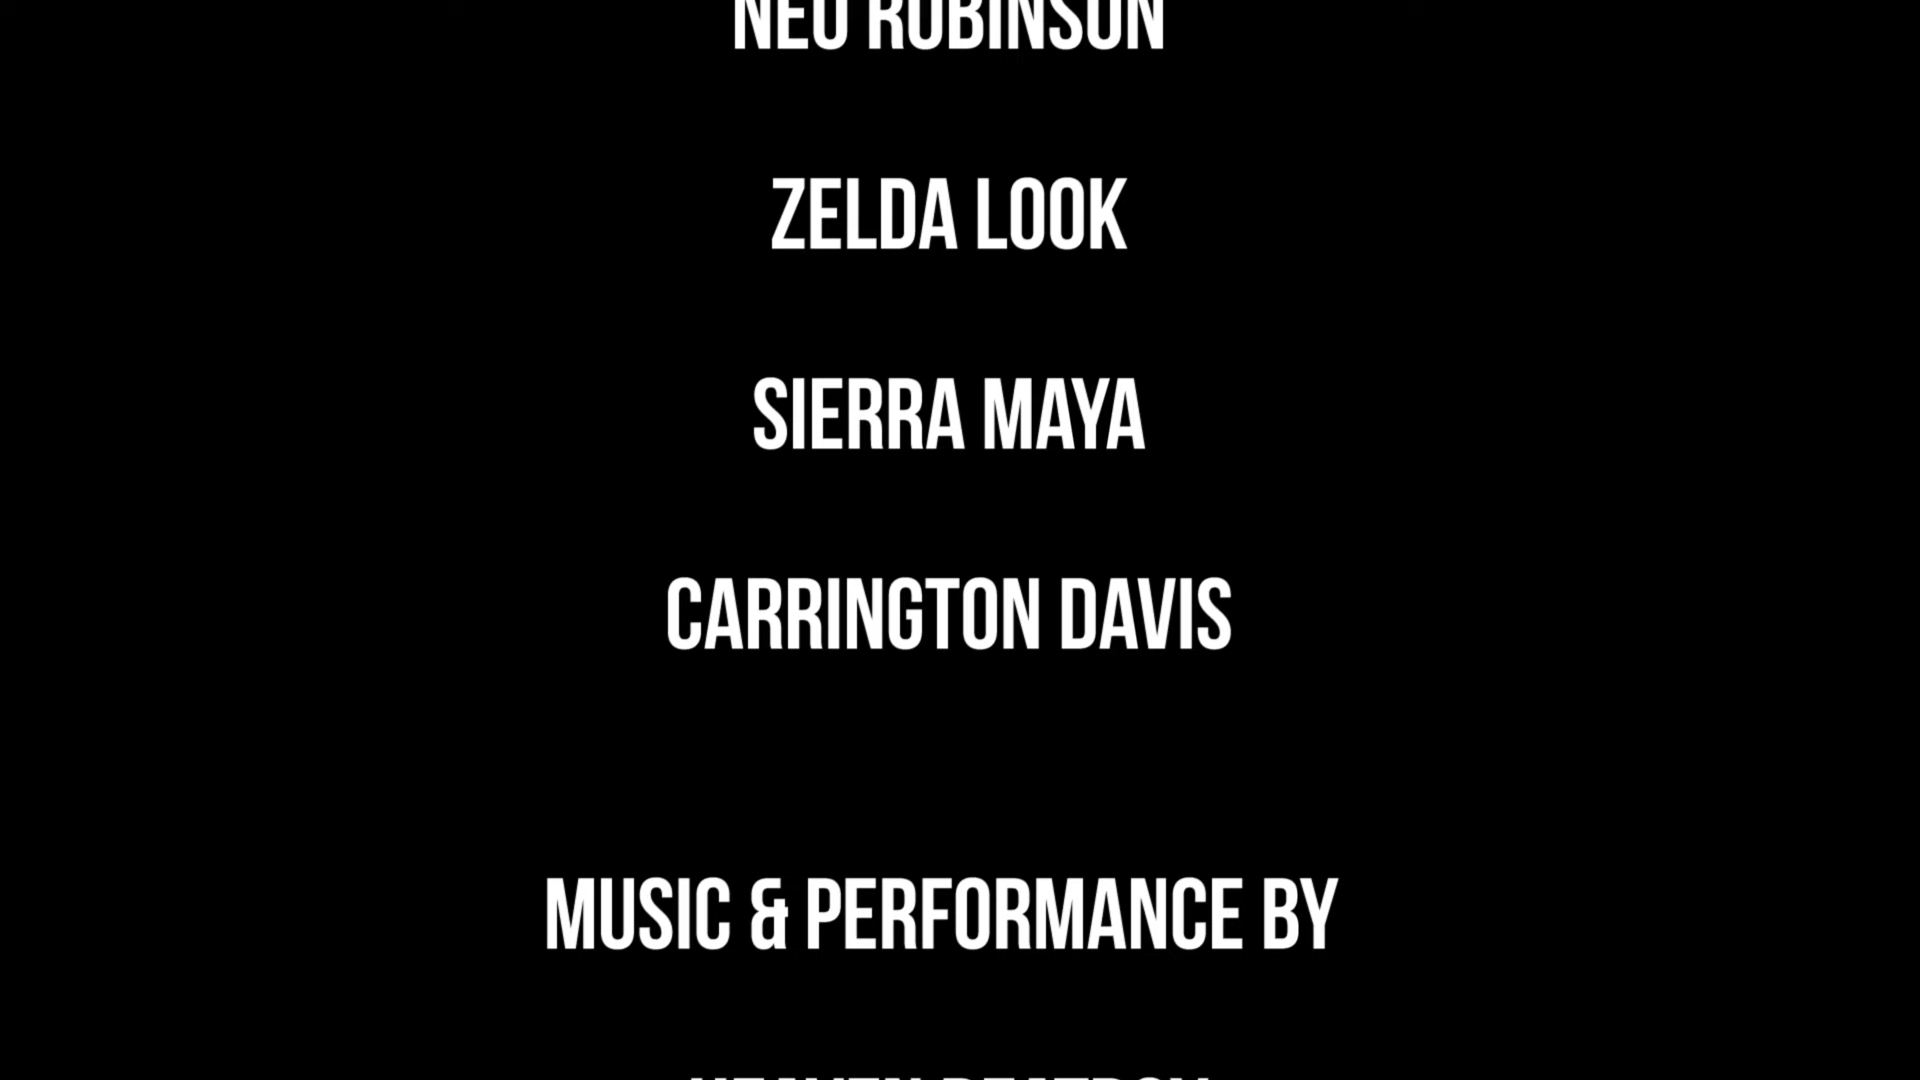 NEO ROBINSON
ZELDA LOOK
SIERRA MAYA
CARRINGTON DAVIS
MUSIC & PERFORMANCE BY